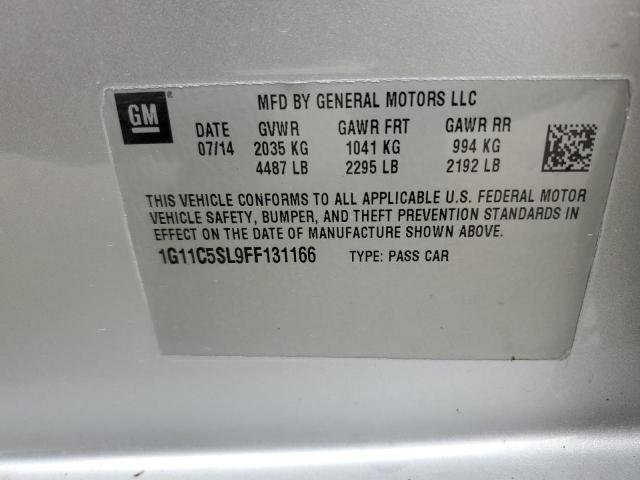 GM ®
MFD BY GENERAL MOTORS LLC
DATE GVWR GAWR FRT GAWR RR
07/14 2035 KG 1041 KG 994 KG
4487 LB 2295 LB 2192 LB
THIS VEHICLE CONFORMS TO ALL APPLICABLE U.S. FEDERAL MOTOR
VEHICLE SAFETY, BUMPER, AND THEFT PREVENTION STANDARDS IN
EFFECT ON THE DATE OF MANUFACTURE SHOWN ABOVE.
1G11C5SL9FF131166 TYPE: PASS CAR